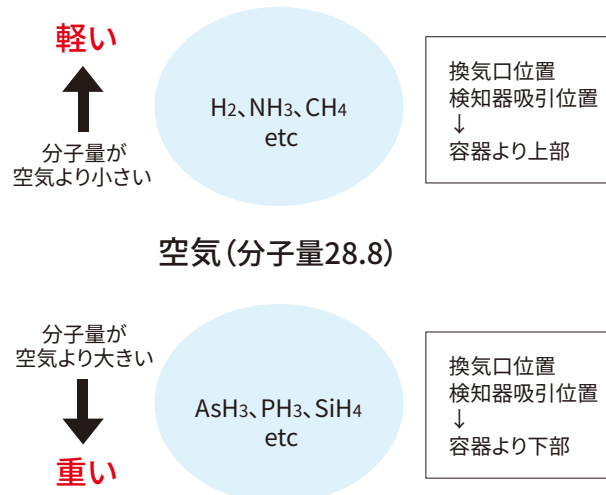 軽い
分子量が
空気より小さい
H2、NH3、CH4
etc
換気口位置
検知器吸引位置
↓
容器より上部
空気（分子量28.8）
分子量が
空気より大きい
重い
AsH3、PH3、SiH4
etc
換気口位置
検知器吸引位置
↓
容器より下部